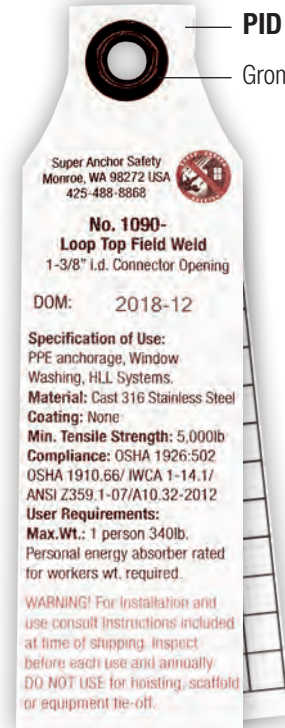 PID
Grom
Super Anchor Safety
Monroe, WA 98272 USA
425-488-8868
No. 1090-
Loop Top Field Weld
1-3/8" i.d. Connector Opening
DOM: 2018-12
Specification of Use:
PPE anchorage, Window
Washing, HLL Systems.
Material: Cast 316 Stainless Steel
Coating: None
Min. Tensile Strength: 5,000lb
Compliance: OSHA 1926:502
OSHA 1910.66/ IWCA 1-14.1/
ANSI Z359.1-07/A10.32-2012
User Requirements:
Max.Wt.: 1 person 340lb.
Personal energy absorber rated
for workers wt. required.
WARNING! For Installation and
use consult Instructions included
at time of shipping. Inspect
before each use and annually
DO NOT USE for hoisting, scaffold
or equipment tie-off.